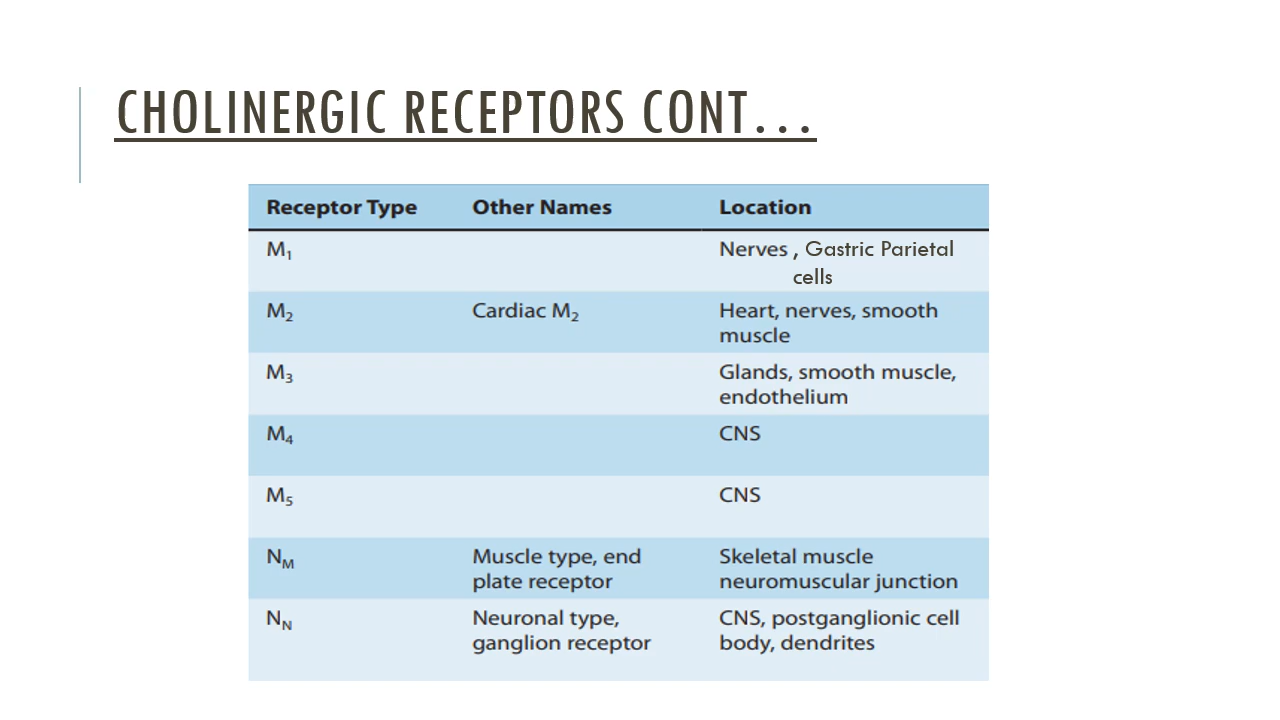 CHOLINERGIC RECEPTORS CONT...
Receptor Type Other Names Location
M₁ Nerves , Gastric Parietal
cells
M₂ Cardiac M₂ Heart, nerves, smooth
muscle
M₃ Glands, smooth muscle,
endothelium
M₄ CNS
M₅ CNS
Nᴍ Muscle type, end Skeletal muscle
plate receptor neuromuscular junction
Nɴ Neuronal type, CNS, postganglionic cell
ganglion receptor body, dendrites